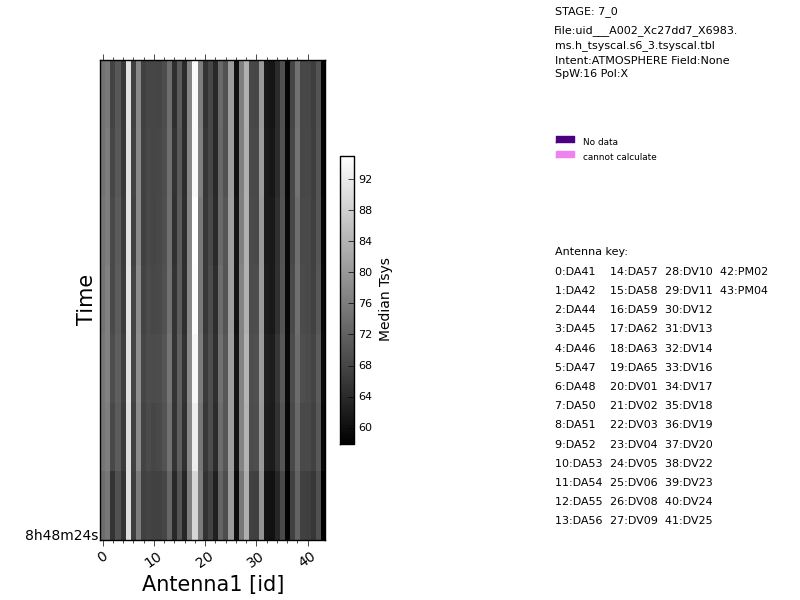 STAGE: 7_0
File:uid___A002_Xc27dd7_X6983.
ms.h_tsyscal.s6_3.tsyscal.tbl
Intent:ATMOSPHERE Field:None
SpW:16 Pol:X
No data
cannot calculate
92
88
84
80
76
72
68
64
60
Median Tsys
Time
8h48m24s
0 10 20 30 40
Antenna1 [id]
Antenna key:
0:DA41 14:DA57 28:DV10 42:PM02
1:DA42 15:DA58 29:DV11 43:PM04
2:DA44 16:DA59 30:DV12
3:DA45 17:DA62 31:DV13
4:DA46 18:DA63 32:DV14
5:DA47 19:DA65 33:DV16
6:DA48 20:DV01 34:DV17
7:DA50 21:DV02 35:DV18
8:DA51 22:DV03 36:DV19
9:DA52 23:DV04 37:DV20
10:DA53 24:DV05 38:DV22
11:DA54 25:DV06 39:DV23
12:DA55 26:DV08 40:DV24
13:DA56 27:DV09 41:DV25